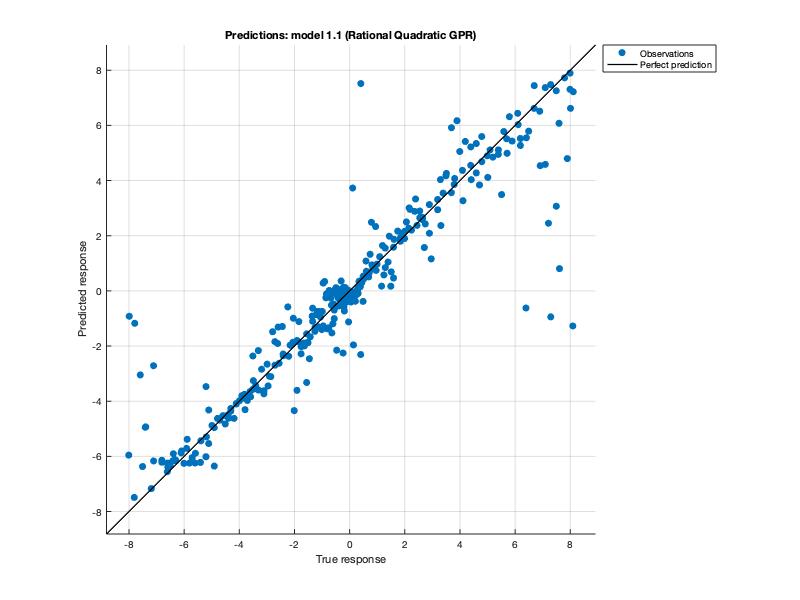 Predictions: model 1.1 (Rational Quadratic GPR)
Observations
Perfect prediction
8
6
4
2
0
-2
-4
-6
-8
Predicted response
-8 -6 -4 -2 0 2 4 6 8
True response